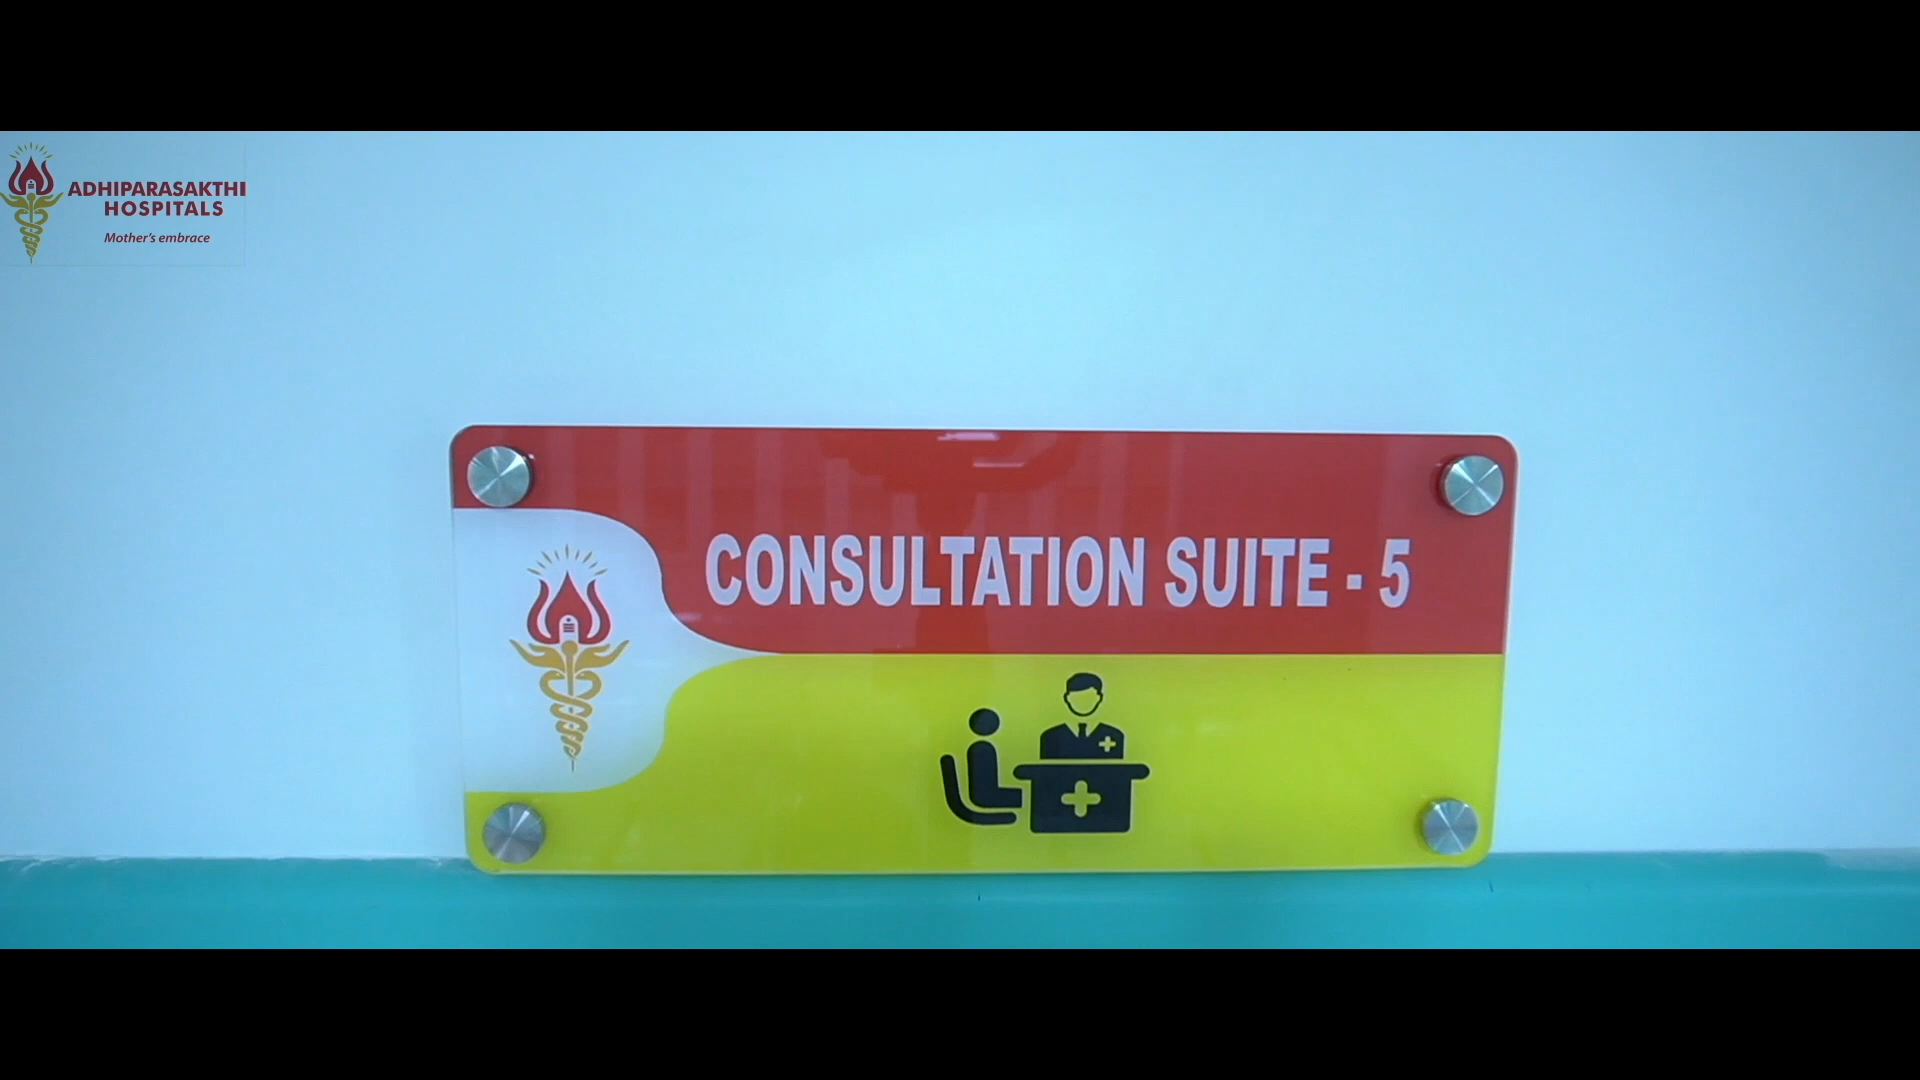 ADHIPARASAKTHI
HOSPITALS
Mother's embrace
CONSULTATION SUITE - 5